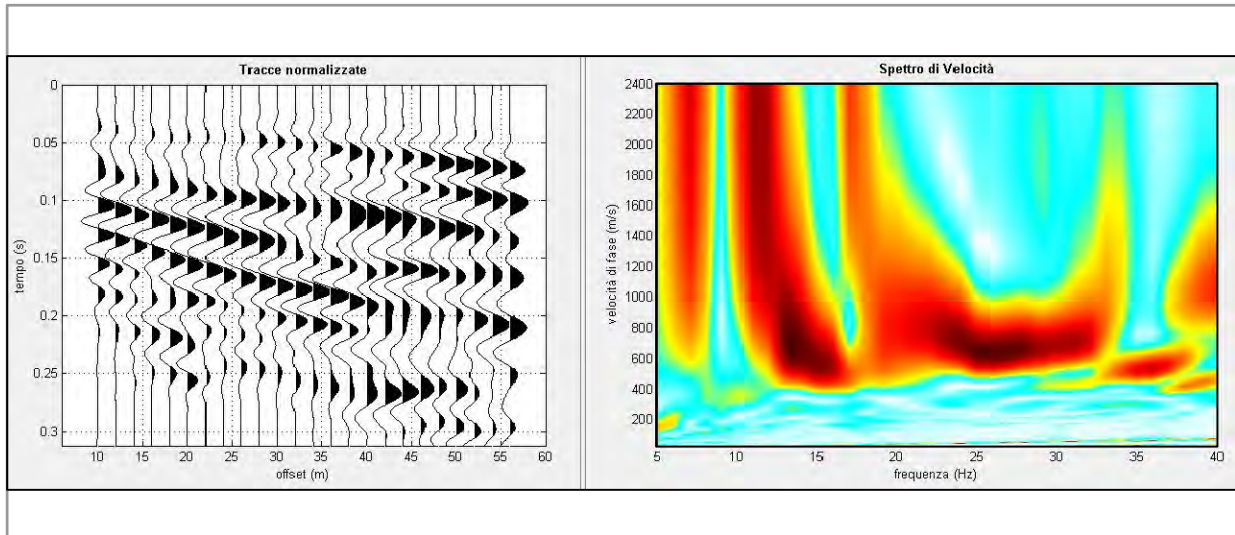 Tracce normalizzate
0
0.05
0.1
0.15
0.2
0.25
0.3
tempo (s)
10 15 20 25 30 35 40 45 50 55 60
offset (m)
Spettro di Velocità
2400
2200
2000
1800
1600
1400
1200
1000
800
600
400
200
velocità di fase (m/s)
5 10 15 20 25 30 35 40
frequenza (Hz)